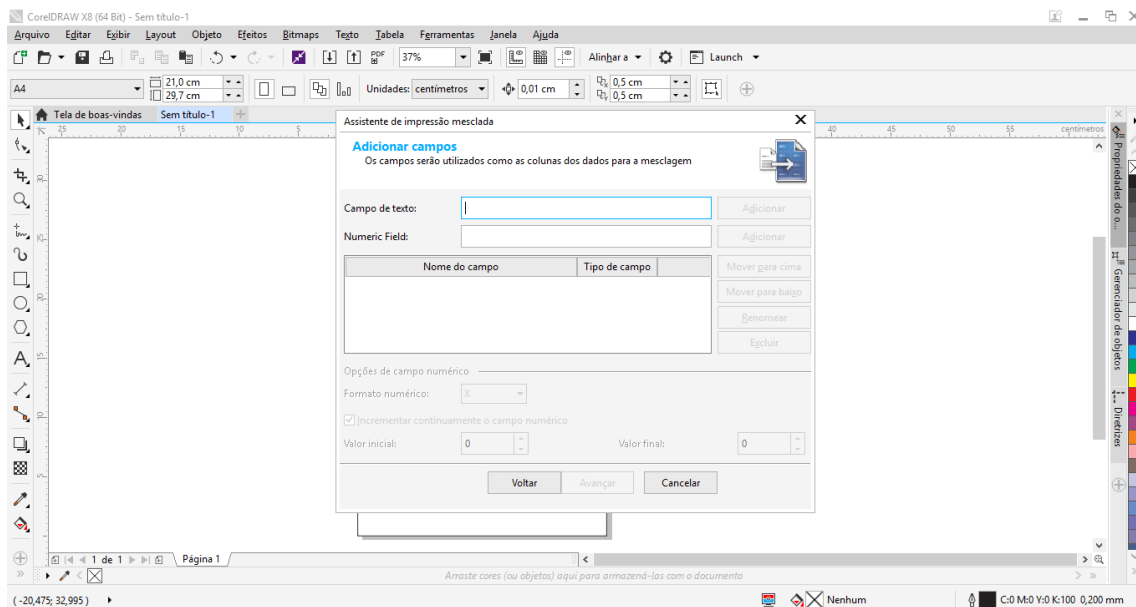 CorelDRAW X8 (64 Bit) - Sem título-1
Arquivo Editar Exibir Layout Objeto Efeitos Bitmaps Texto Tabela Ferramentas Janela Ajuda
PDF 37% Alinhar a Launch
A4 21,0 cm 29,7 cm Unidades: centímetros 0,01 cm 0,5 cm 0,5 cm
Tela de boas-vindas Sem título-1
25 20 15 10 5 40 45 50 55 centímetros
Assistente de impressão mesclada
Adicionar campos
Os campos serão utilizados como as colunas dos dados para a mesclagem
Campo de texto: Adicionar
Numeric Field: Adicionar
Nome do campo Tipo de campo
Mover para cima
Mover para baixo
Renomear
Excluir
Opções de campo numérico
Formato numérico: X
Incrementar continuamente o campo numérico
Valor inicial: 0 Valor final: 0
Voltar Avançar Cancelar
Propriedades do o...
Gerenciador de objetos
Diretrizes
1 de 1 Página 1
Arraste cores (ou objetos) aqui para armazená-las com o documento
( -20,475; 32,995 ) Nenhum C:0 M:0 Y:0 K:100 0,200 mm